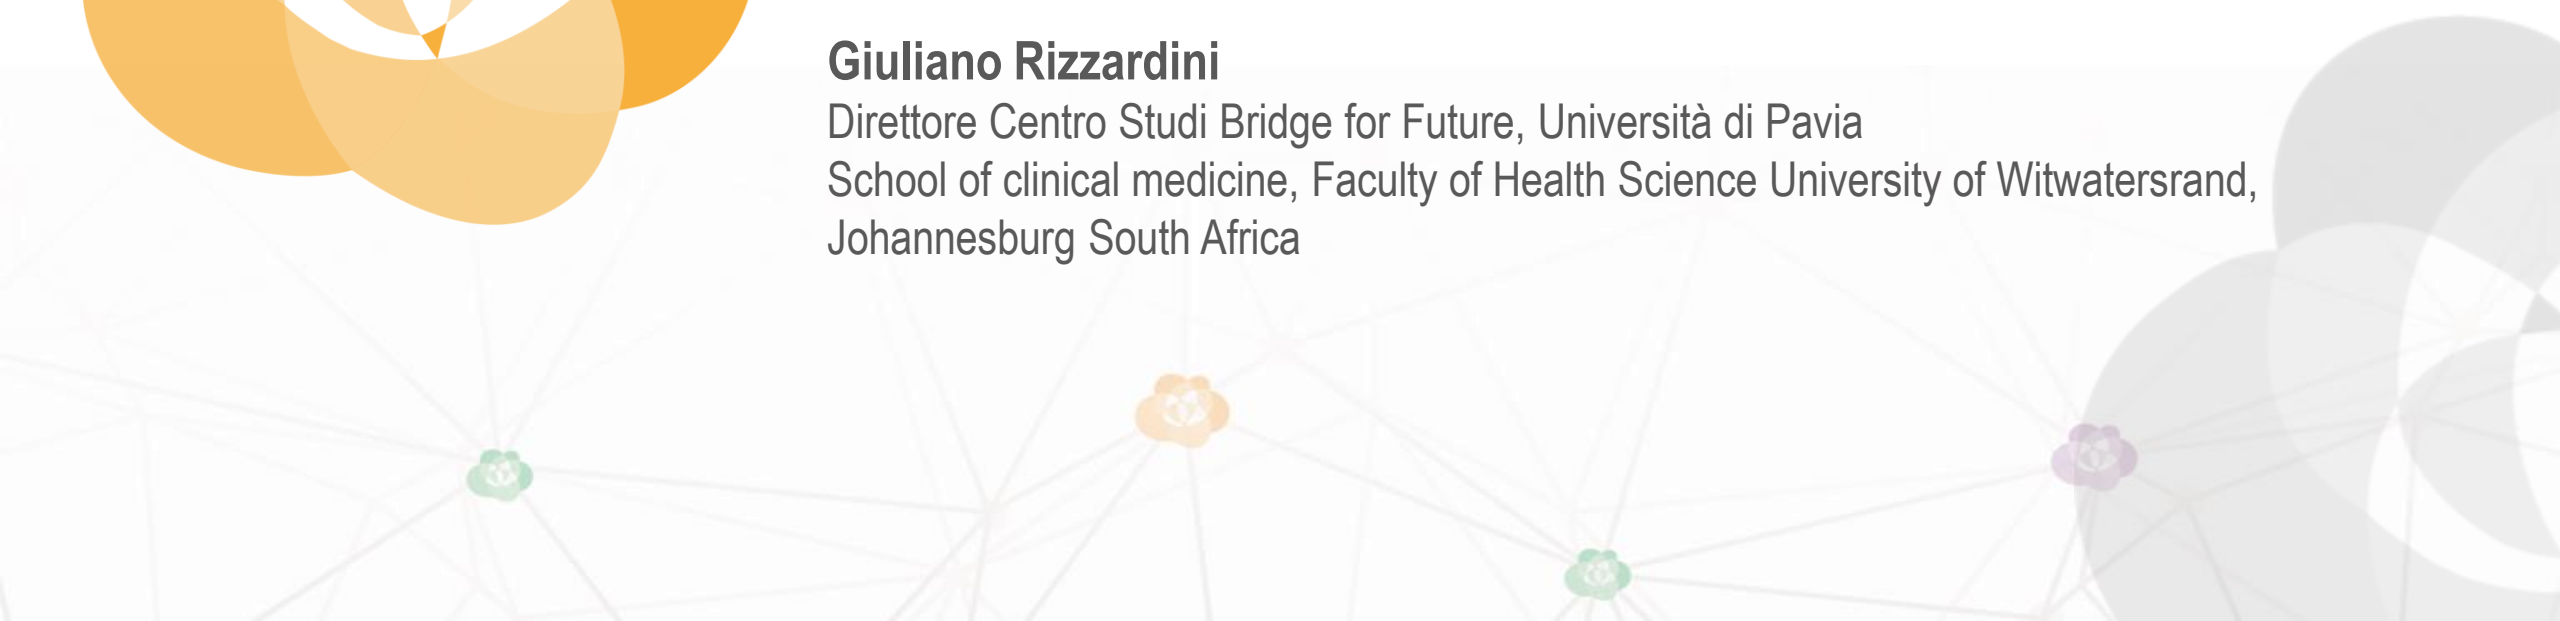 Giuliano Rizzardini
Direttore Centro Studi Bridge for Future, Università di Pavia
School of clinical medicine, Faculty of Health Science University of Witwatersrand,
Johannesburg South Africa